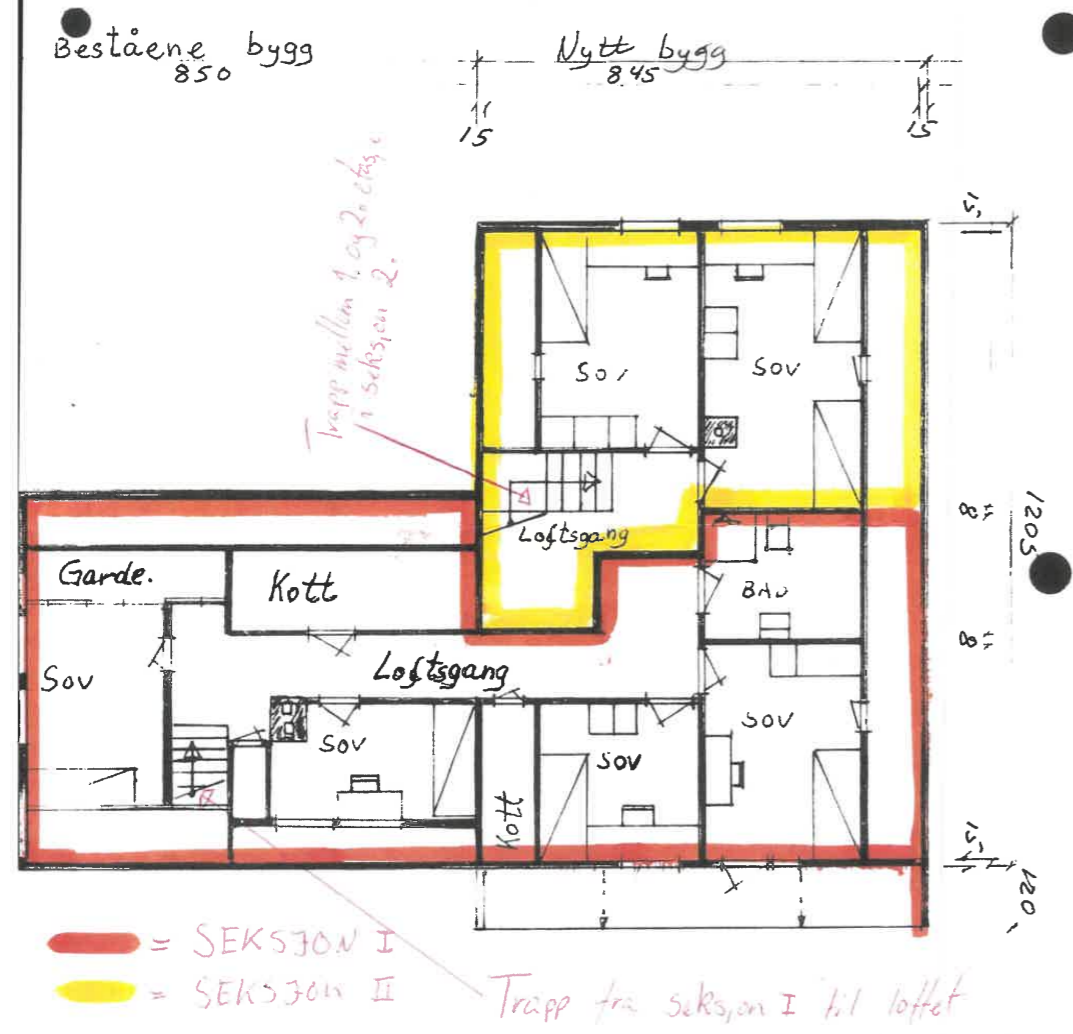 Beståene bygg
850
Nytt bygg
845
15
15
Trapp mellom 1. og 2. etasje
i seksjon 2.
Sov
Sov
Loftsgang
1205
Garde.
Kott
BAD
Loftsgang
Sov
Sov
Sov
Sov
Kott
120
= SEKSJON I
= SEKSJON II
Trapp fra seksjon I til loftet